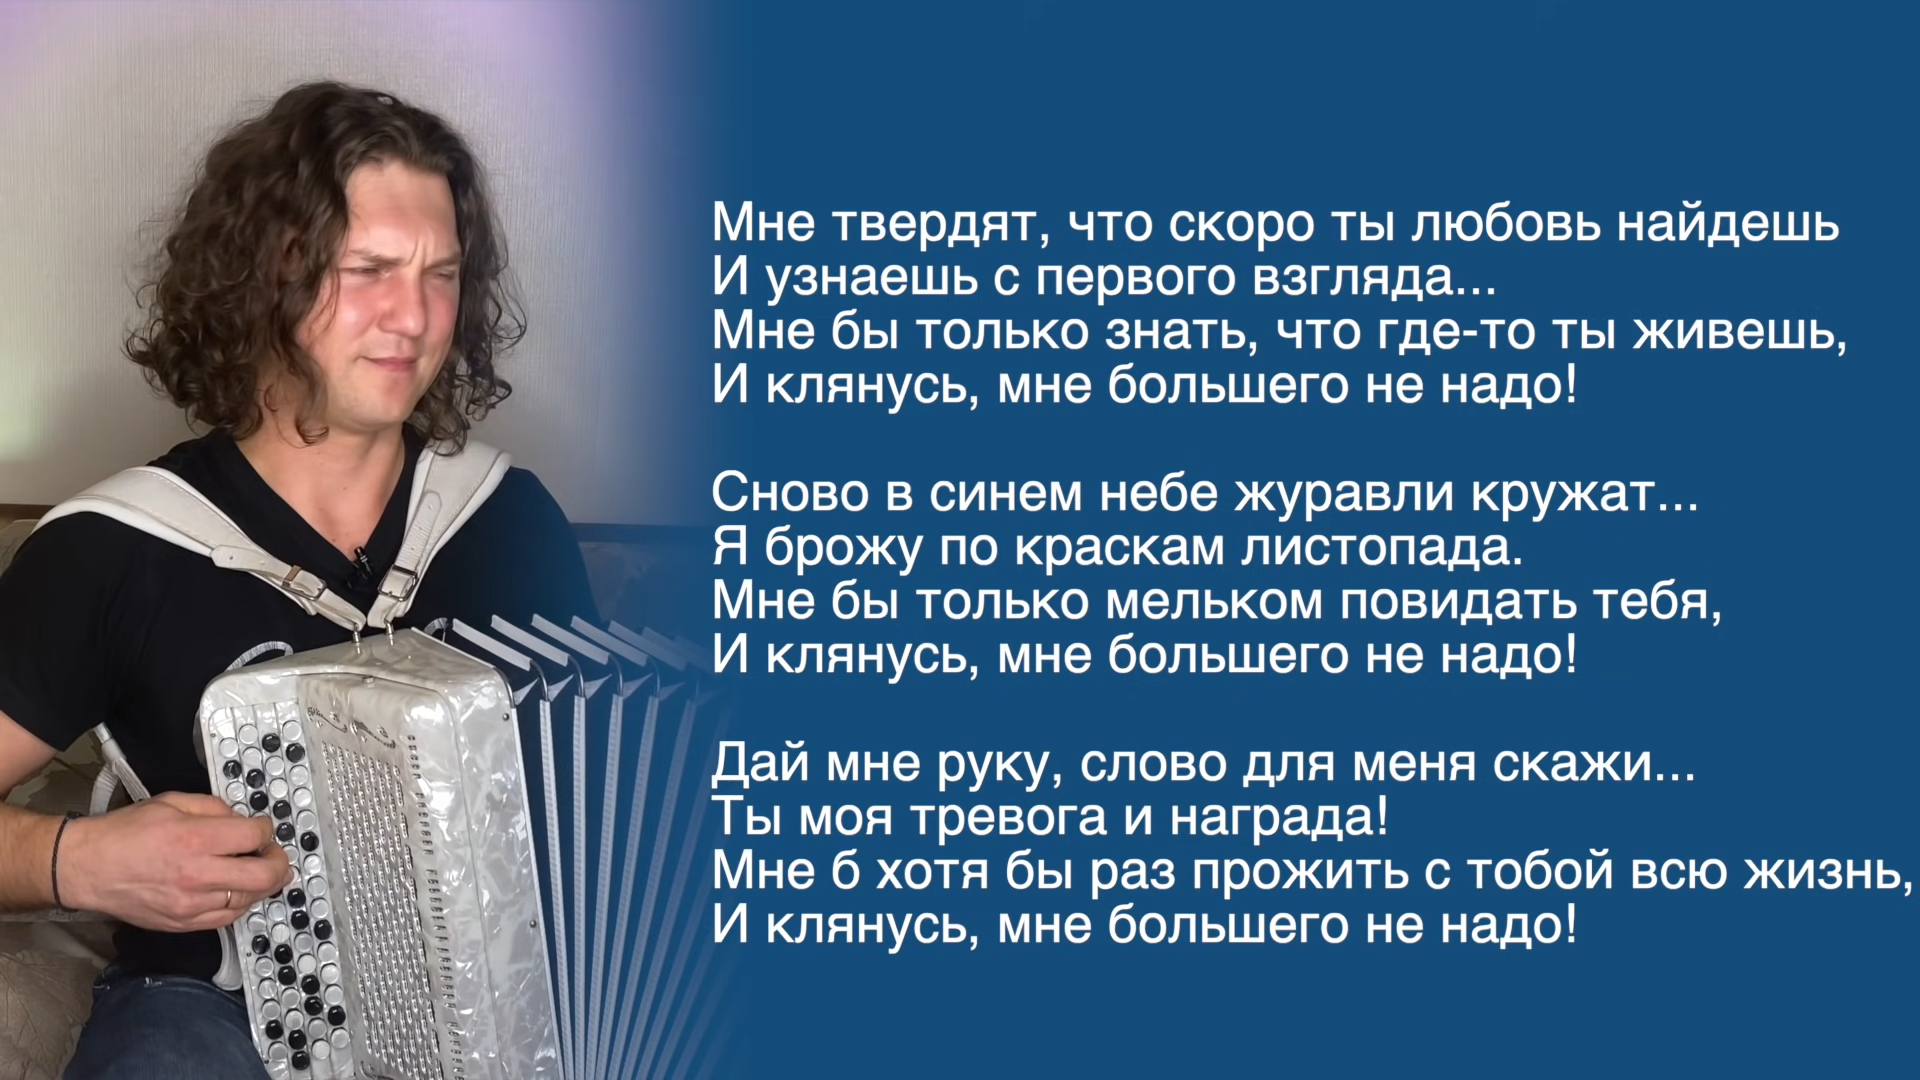 Мне твердят, что скоро ты любовь найдешь
И узнаешь с первого взгляда...
Мне бы только знать, что где-то ты живешь,
И клянусь, мне большего не надо!
Сново в синем небе журавли кружат...
Я брожу по краскам листопада.
Мне бы только мельком повидать тебя,
И клянусь, мне большего не надо!
Дай мне руку, слово для меня скажи...
Ты моя тревога и награда!
Мне б хотя бы раз прожить с тобой всю жизнь,
И клянусь, мне большего не надо!